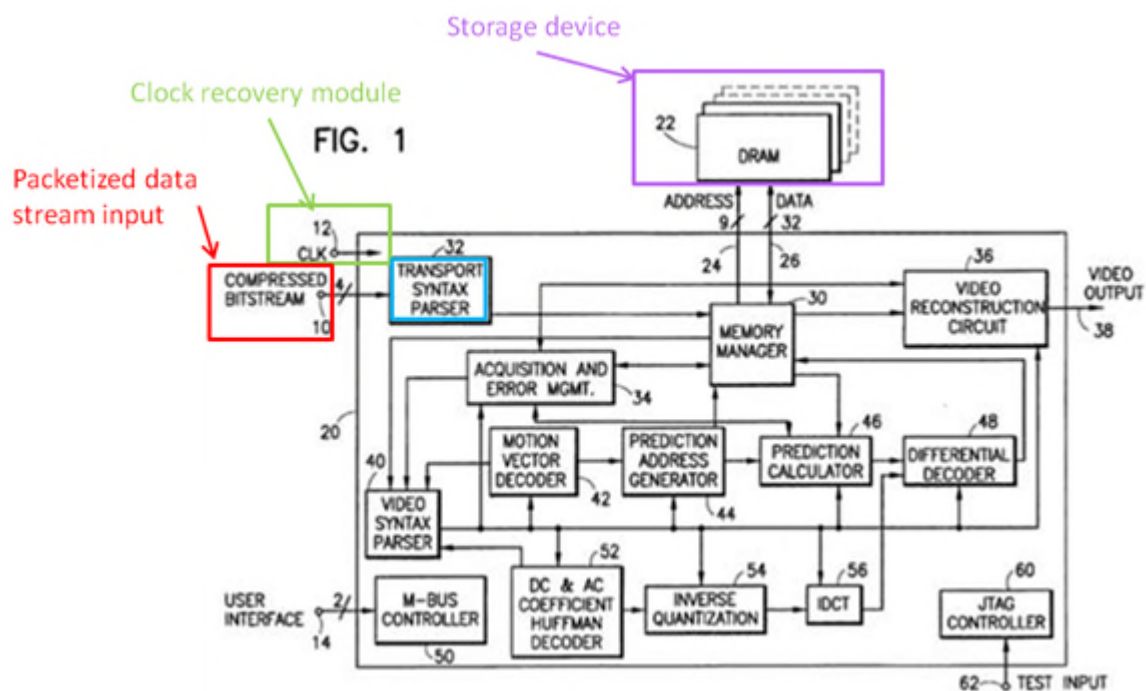 Storage device
Clock recovery module
FIG. 1
22
DRAM
Packetized data
stream input
ADDRESS
DATA
9
32
12
CLK
24
26
COMPRESSED
BITSTREAM
4
10
32
TRANSPORT
SYNTAX
PARSER
30
MEMORY
MANAGER
36
VIDEO
RECONSTRUCTION
CIRCUIT
VIDEO
OUTPUT
38
ACQUISITION AND
ERROR MGMT.
34
20
40
VIDEO
SYNTAX
PARSER
MOTION
VECTOR
DECODER
42
PREDICTION
ADDRESS
GENERATOR
44
46
PREDICTION
CALCULATOR
48
DIFFERENTIAL
DECODER
USER
INTERFACE
2
14
M-BUS
CONTROLLER
50
52
DC & AC
COEFFICIENT
HUFFMAN
DECODER
54
INVERSE
QUANTIZATION
56
IDCT
60
JTAG
CONTROLLER
62
TEST INPUT